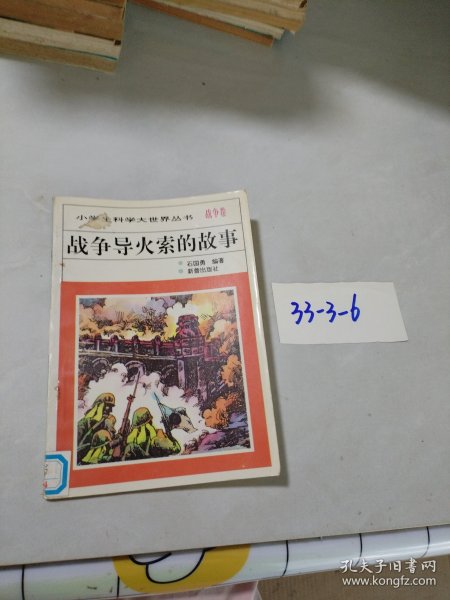 小学生科学大世界丛书 战争卷
战争导火索的故事
石国勇 编著
新蕾出版社
33-3-6
孔夫子旧书网
www.kongfz.com